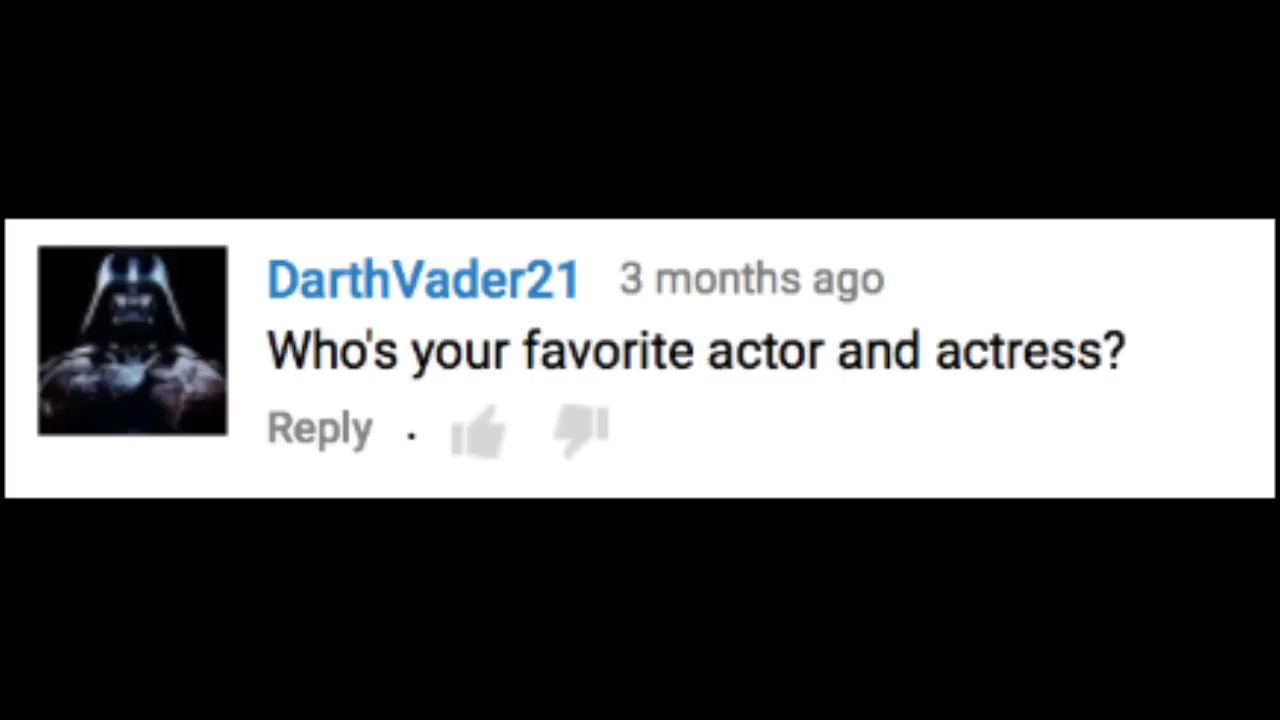 DarthVader21 3 months ago
Who's your favorite actor and actress?
Reply .